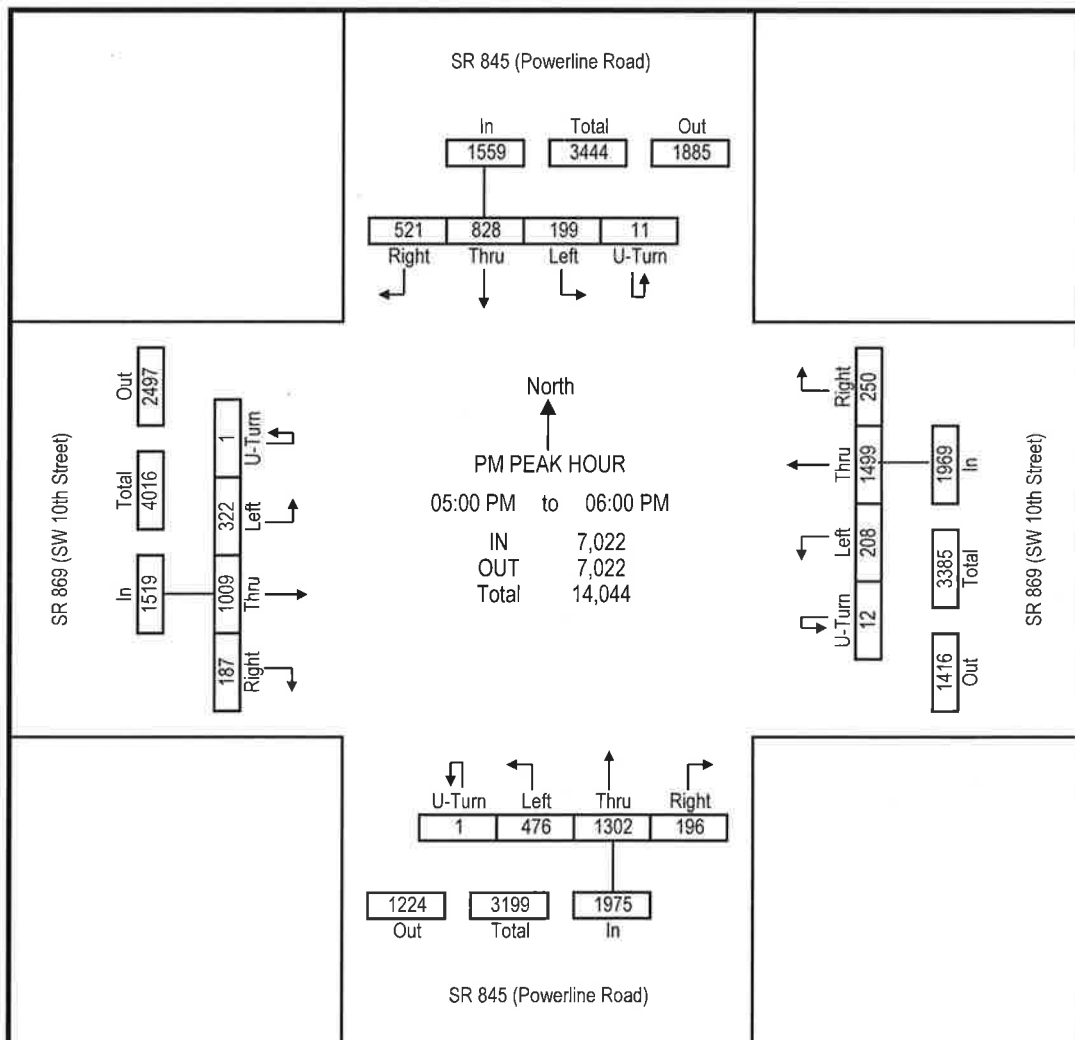 SR 845 (Powerline Road)
In Total Out
1559 3444 1885
521 828 199 11
Right Thru Left U-Turn
SR 869 (SW 10th Street)
Out 2497
Total 4016
In 1519
1 U-Turn
322 Left
1009 Thru
187 Right
North
PM PEAK HOUR
05:00 PM to 06:00 PM
IN 7,022
OUT 7,022
Total 14,044
Right 250
Thru 1499
Left 208
U-Turn 12
1969 In
3385 Total
1416 Out
SR 869 (SW 10th Street)
U-Turn Left Thru Right
1 476 1302 196
1224 3199 1975
Out Total In
SR 845 (Powerline Road)